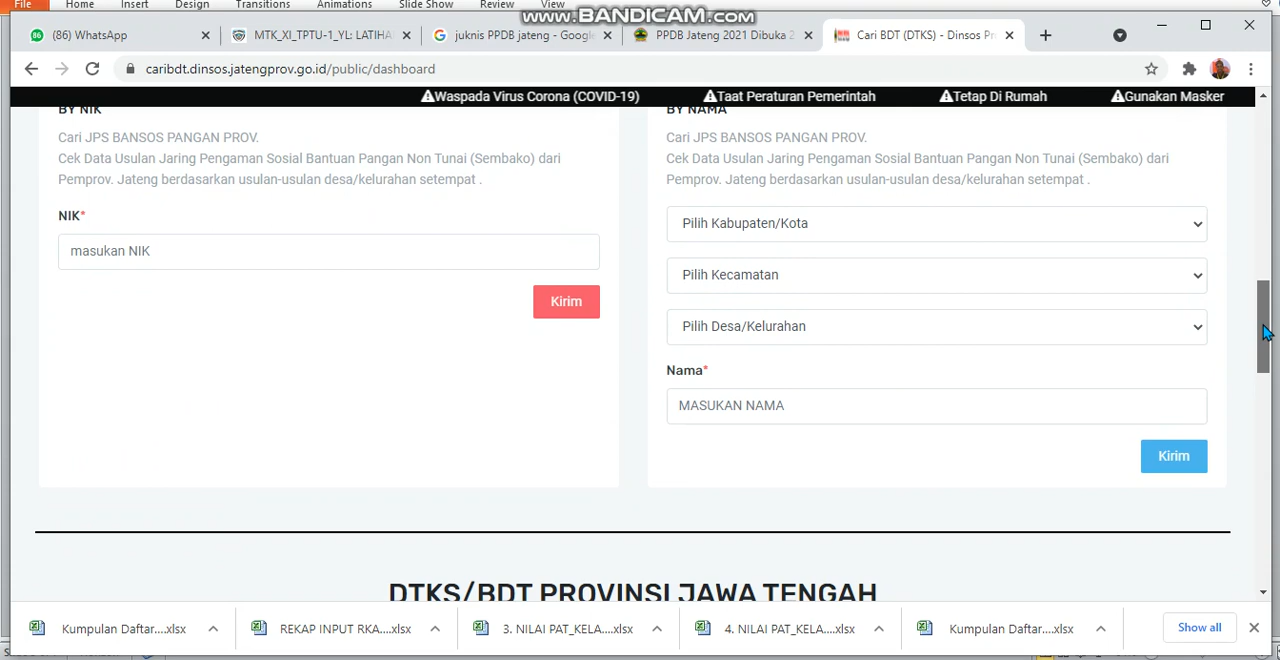 File Home Insert Design Transitions Animations Slide Show Review View
www.BANDICAM.com
(86) WhatsApp
MTK_XI_TPTU-1_YL: LATIHA
juknis PPDB jateng - Google
PPDB Jateng 2021 Dibuka 2
Cari BDT (DTKS) - Dinsos Pr
caribdt.dinsos.jatengprov.go.id/public/dashboard
Waspada Virus Corona (COVID-19) Taat Peraturan Pemerintah Tetap Di Rumah Gunakan Masker
BY NIK
Cari JPS BANSOS PANGAN PROV.
Cek Data Usulan Jaring Pengaman Sosial Bantuan Pangan Non Tunai (Sembako) dari
Pemprov. Jateng berdasarkan usulan-usulan desa/kelurahan setempat .
NIK*
masukan NIK
Kirim
BY NAMA
Cari JPS BANSOS PANGAN PROV.
Cek Data Usulan Jaring Pengaman Sosial Bantuan Pangan Non Tunai (Sembako) dari
Pemprov. Jateng berdasarkan usulan-usulan desa/kelurahan setempat .
Pilih Kabupaten/Kota
Pilih Kecamatan
Pilih Desa/Kelurahan
Nama*
MASUKAN NAMA
Kirim
DTKS/BDT PROVINSI JAWA TENGAH
Kumpulan Daftar....xlsx
REKAP INPUT RKA....xlsx
3. NILAI PAT_KELA....xlsx
4. NILAI PAT_KELA....xlsx
Kumpulan Daftar....xlsx
Show all